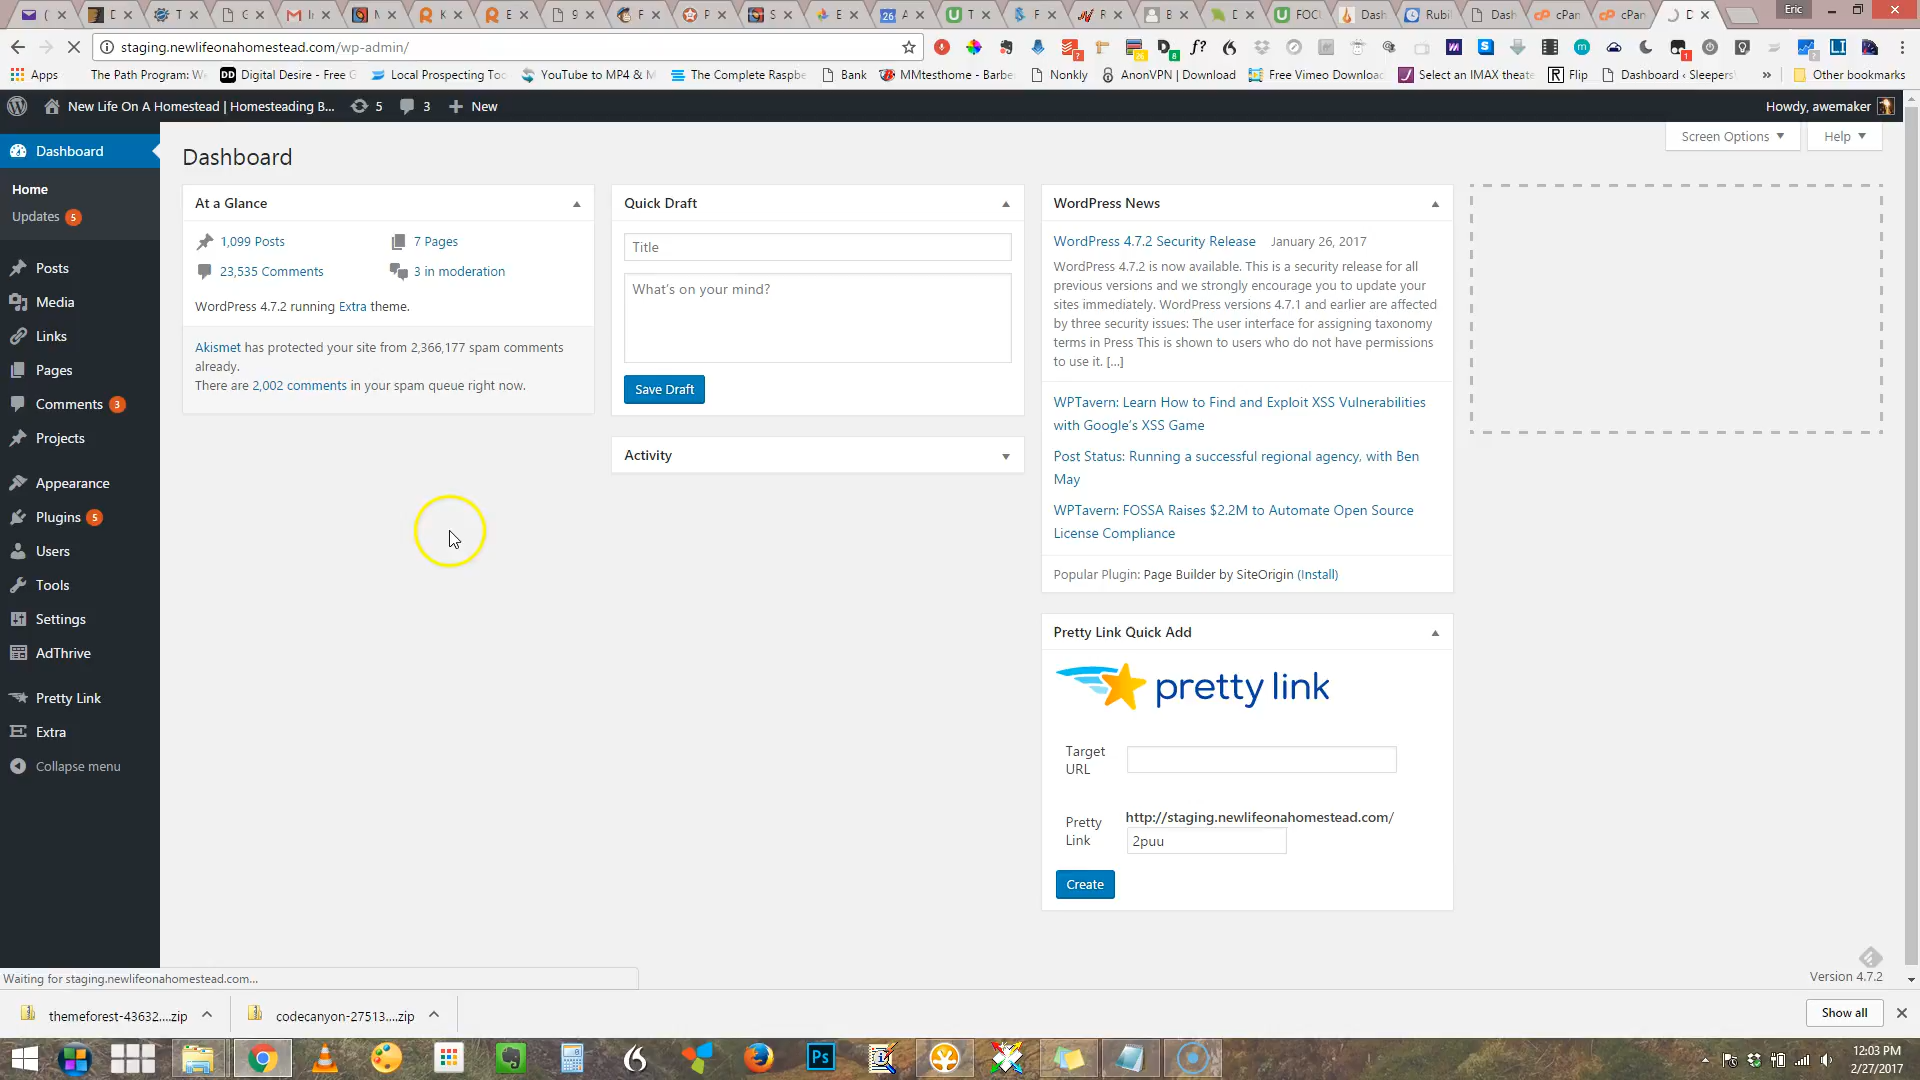 Eric
staging.newlifeonahomestead.com/wp-admin/
Apps
The Path Program: W
Digital Desire - Free G
Local Prospecting Too
YouTube to MP4 & M
The Complete Raspbe
Bank
MMtesthome - Barbe
Nonkly
AnonVPN | Download
Free Vimeo Download
Select an IMAX theate
Flip
Dashboard ‹ Sleepers
»
Other bookmarks
New Life On A Homestead | Homesteading B...
5
3
New
Howdy, awemaker
Dashboard
Home
Updates 5
Posts
Media
Links
Pages
Comments 3
Projects
Appearance
Plugins 5
Users
Tools
Settings
AdThrive
Pretty Link
Extra
Collapse menu
Dashboard
Screen Options
Help
At a Glance
1,099 Posts
7 Pages
23,535 Comments
3 in moderation
WordPress 4.7.2 running Extra theme.
Akismet has protected your site from 2,366,177 spam comments
already.
There are 2,002 comments in your spam queue right now.
Quick Draft
Title
What's on your mind?
Save Draft
Activity
WordPress News
WordPress 4.7.2 Security Release January 26, 2017
WordPress 4.7.2 is now available. This is a security release for all
previous versions and we strongly encourage you to update your
sites immediately. WordPress versions 4.7.1 and earlier are affected
by three security issues: The user interface for assigning taxonomy
terms in Press This is shown to users who do not have permissions
to use it. [...]
WPTavern: Learn How to Find and Exploit XSS Vulnerabilities
with Google's XSS Game
Post Status: Running a successful regional agency, with Ben
May
WPTavern: FOSSA Raises $2.2M to Automate Open Source
License Compliance
Popular Plugin: Page Builder by SiteOrigin (Install)
Pretty Link Quick Add
pretty link
Target
URL
Pretty
Link
http://staging.newlifeonahomestead.com/
2puu
Create
Version 4.7.2
Waiting for staging.newlifeonahomestead.com...
themeforest-43632....zip
codecanyon-27513....zip
Show all
12:03 PM
2/27/2017